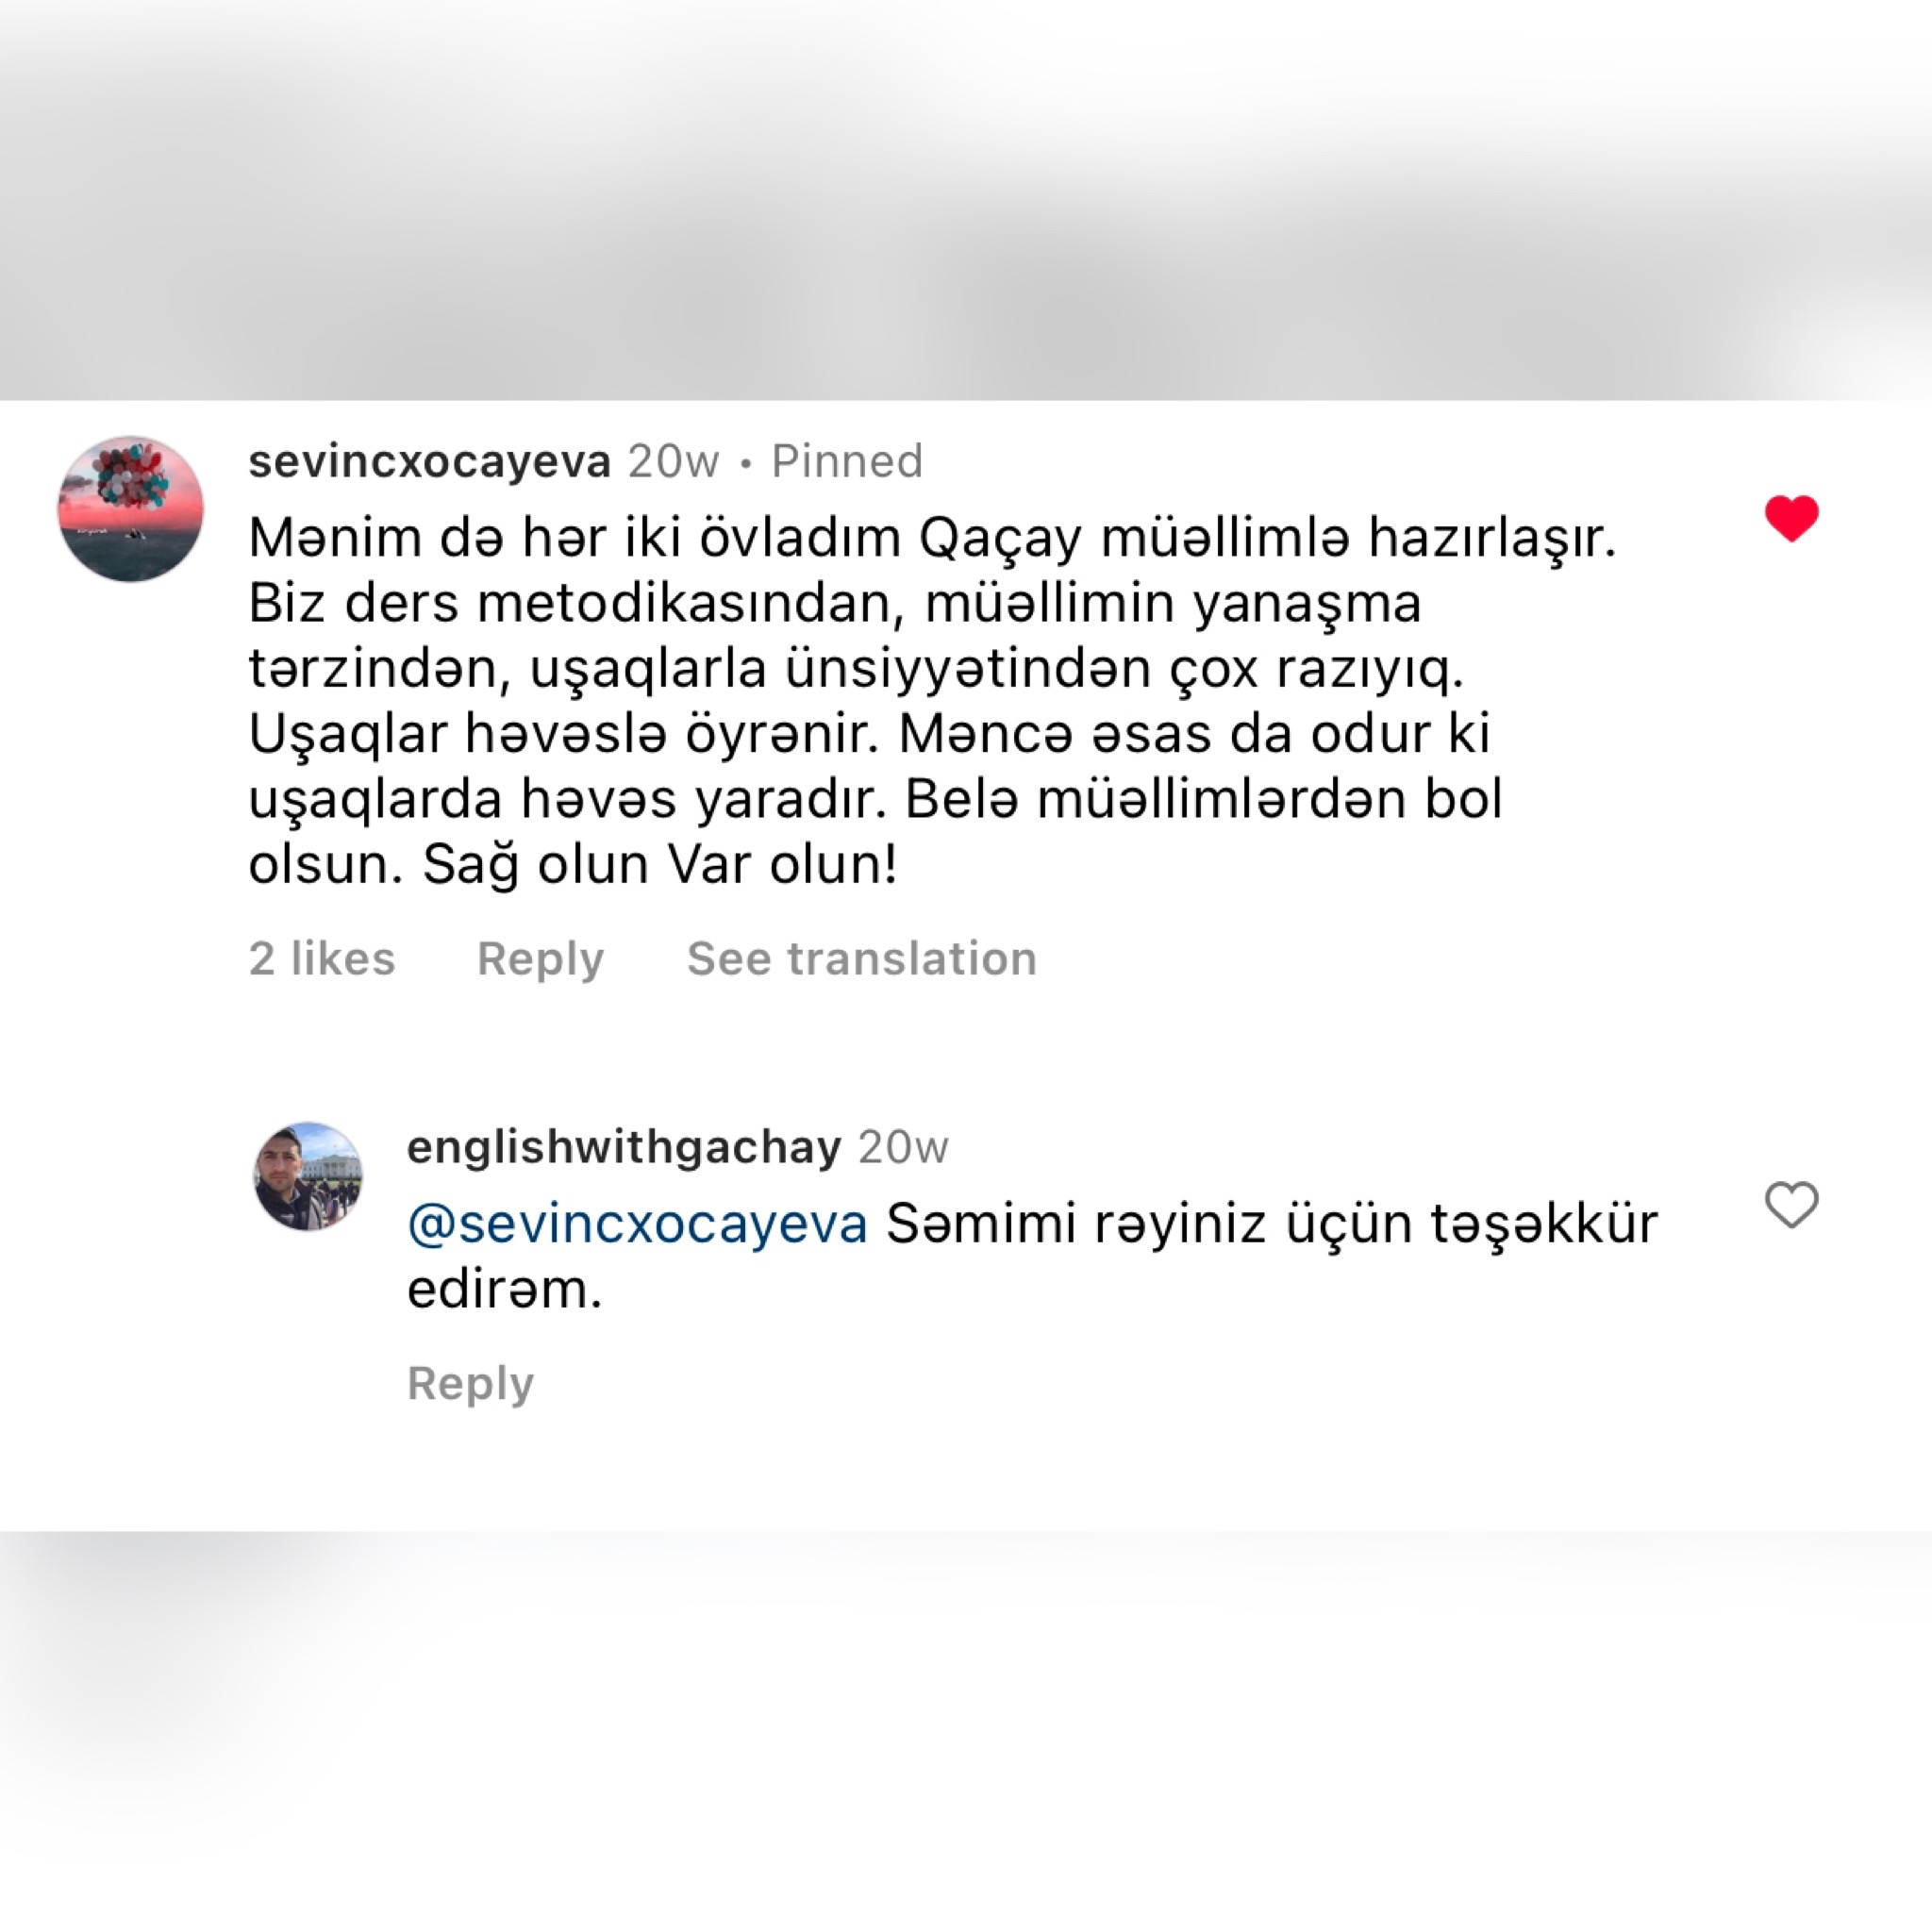 sevincxocayeva 20w • Pinned
Mənim də hər iki övladım Qaçay müəllimlə hazırlaşır.
Biz ders metodikasından, müəllimin yanaşma
tərzindən, uşaqlarla ünsiyyətindən çox razıyıq.
Uşaqlar həvəslə öyrənir. Məncə əsas da odur ki
uşaqlarda həvəs yaradır. Belə müəllimlərdən bol
olsun. Sağ olun Var olun!
2 likes Reply See translation
englishwithgachay 20w
@sevincxocayeva Səmimi rəyiniz üçün təşəkkür
edirəm.
Reply